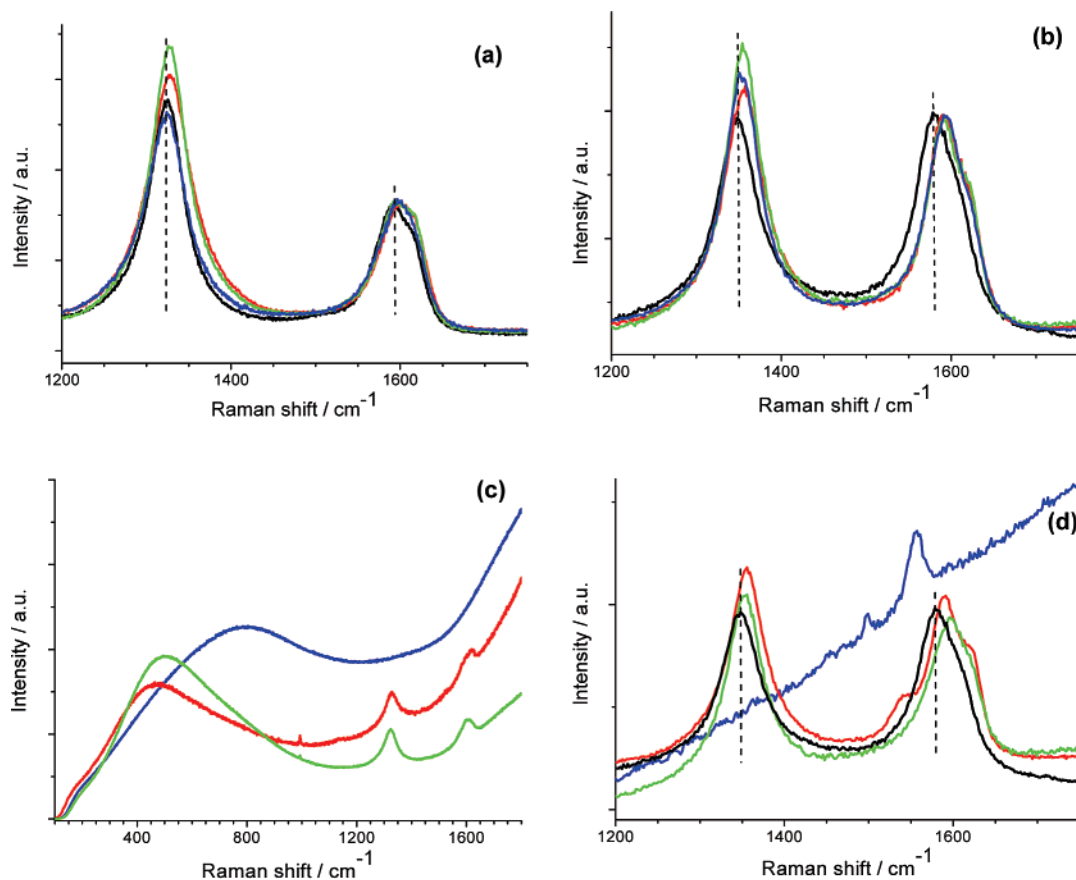 (a)
Intensity / a.u.
1200
1400
1600
Raman shift / cm⁻¹
(b)
Intensity / a.u.
1200
1400
1600
Raman shift / cm⁻¹
(c)
Intensity / a.u.
400
800
1200
1600
Raman shift / cm⁻¹
(d)
Intensity / a.u.
1200
1400
1600
Raman shift / cm⁻¹